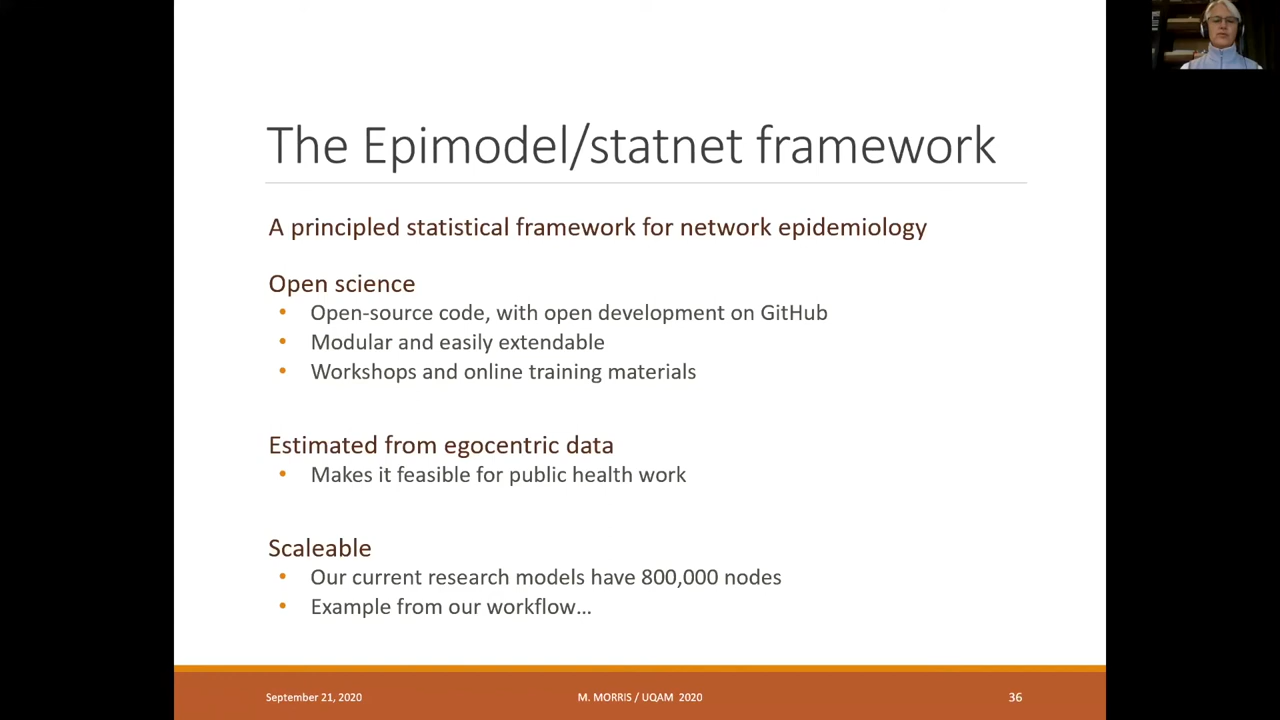 The Epimodel/statnet framework
A principled statistical framework for network epidemiology
Open science
• Open-source code, with open development on GitHub
• Modular and easily extendable
• Workshops and online training materials
Estimated from egocentric data
• Makes it feasible for public health work
Scaleable
• Our current research models have 800,000 nodes
• Example from our workflow…
September 21, 2020
M. MORRIS / UQAM 2020
36